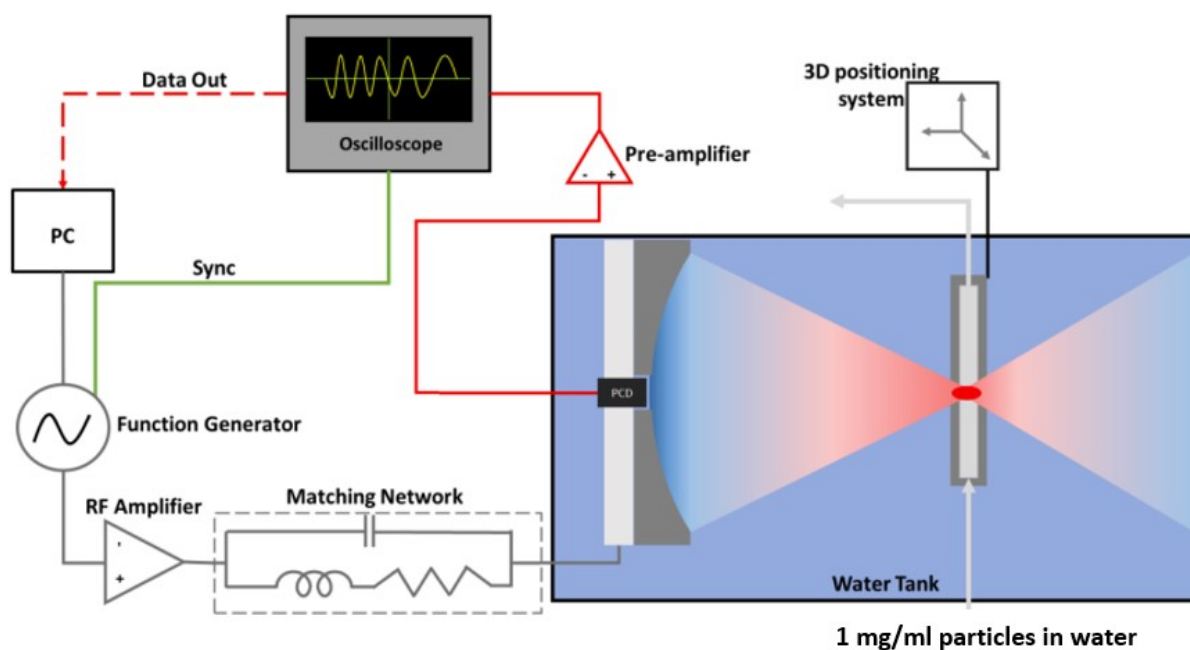 Data Out
Oscilloscope
Pre-amplifier
- +
3D positioning
system
PC
Sync
PCD
Function Generator
RF Amplifier
-
+
Matching Network
Water Tank
1 mg/ml particles in water